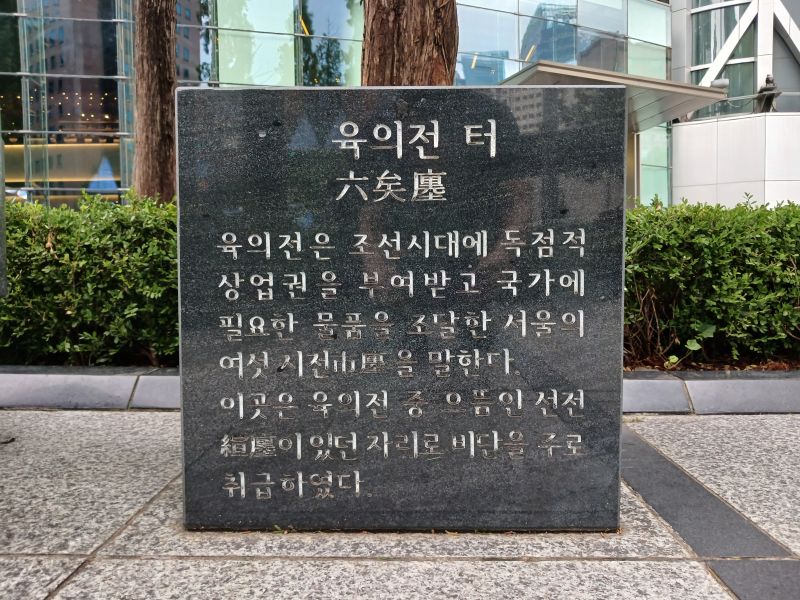 육의전 터
六矣廛
육의전은 조선시대에 독점적
상업권을 부여받고 국가에
필요한 물품을 조달한 서울의
여섯 시전市廛을 말한다.
이곳은 육의전 중 으뜸인 선전
縇廛이 있던 자리로 비단을 주로
취급하였다.